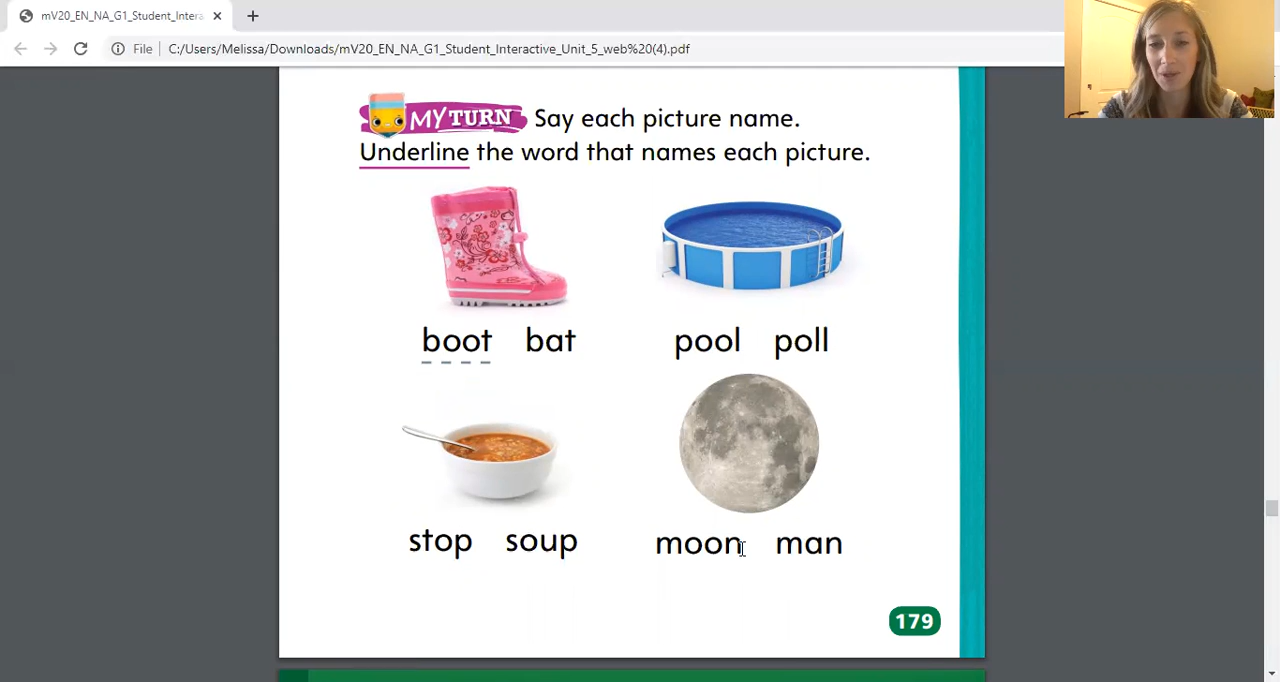 mV20_EN_NA_G1_Student_Intera
File C:/Users/Melissa/Downloads/mV20_EN_NA_G1_Student_Interactive_Unit_5_web%20(4).pdf
MY TURN Say each picture name.
Underline the word that names each picture.
boot bat pool poll
stop soup moon man
179